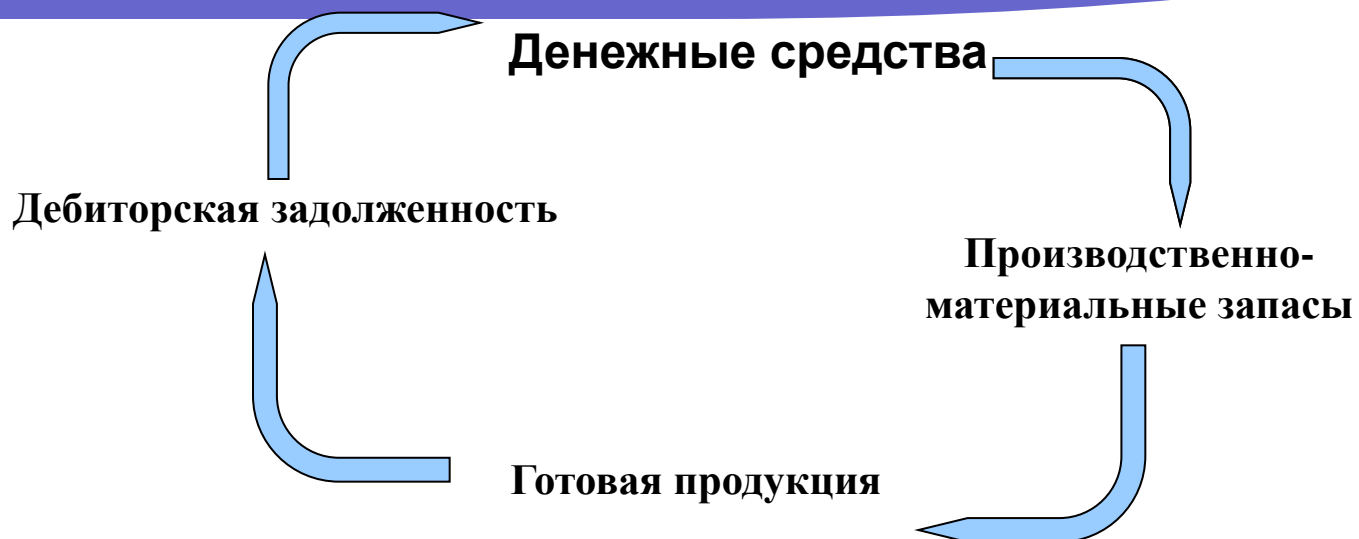 Денежные средства
Дебиторская задолженность
Производственно-
материальные запасы
Готовая продукция